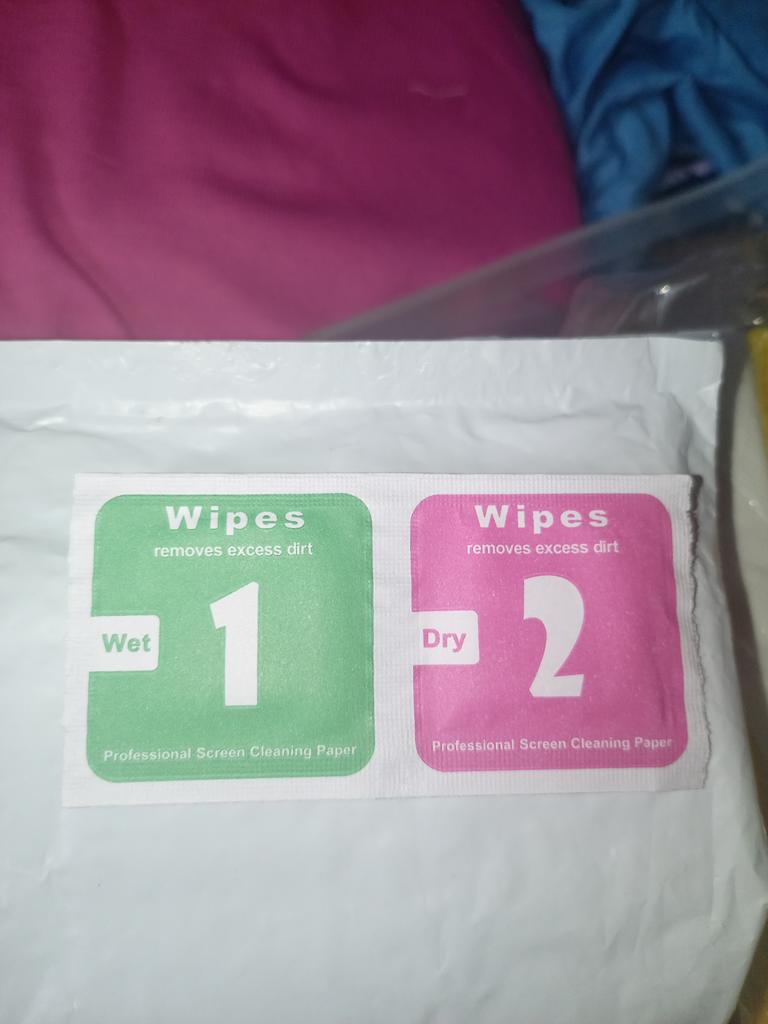 Wipes
removes excess dirt
Wet
1
Professional Screen Cleaning Paper
Wipes
removes excess dirt
Dry
2
Professional Screen Cleaning Paper